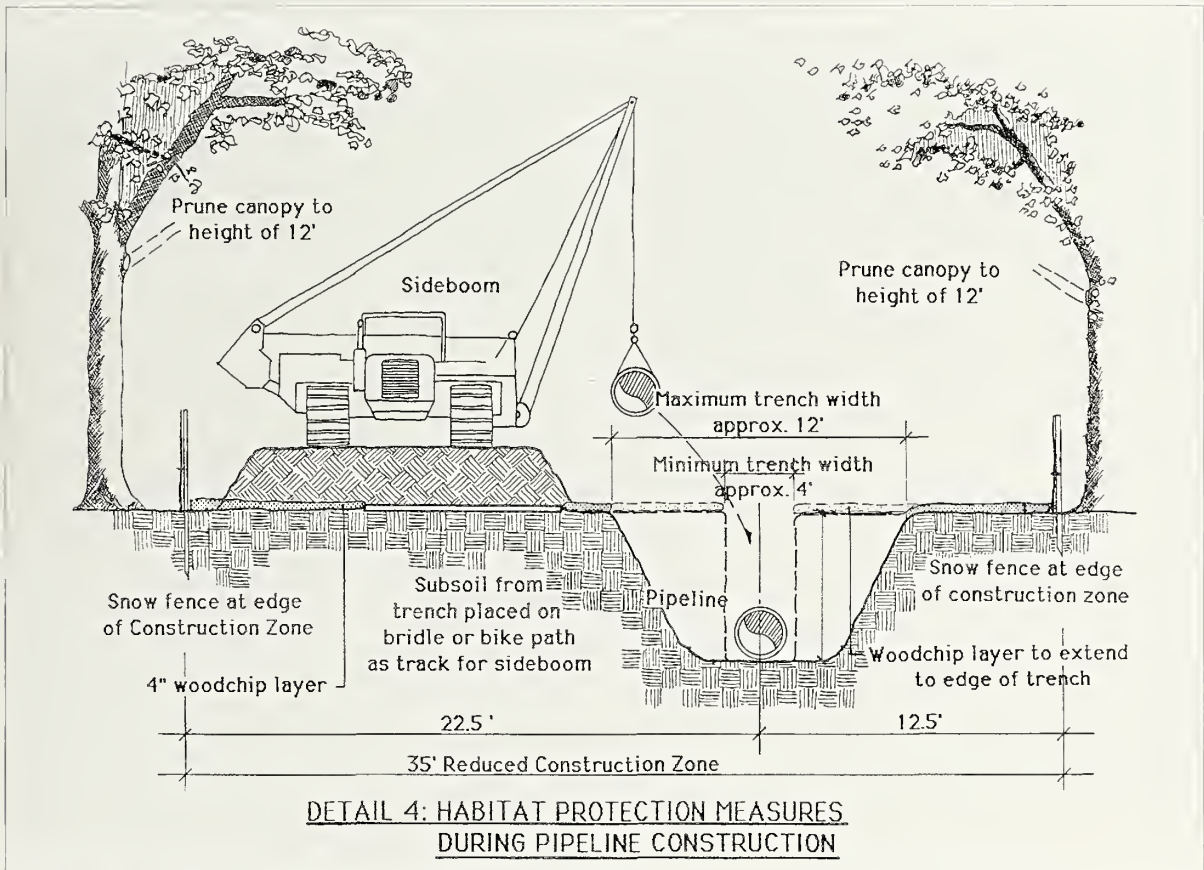 Prune canopy to
height of 12'
Sideboom
Prune canopy to
height of 12'
Maximum trench width
approx. 12'
Minimum trench width
approx. 4'
Snow fence at edge
of Construction Zone
4" woodchip layer
Subsoil from
trench placed on
bridle or bike path
as track for sideboom
Pipeline
Snow fence at edge
of construction zone
Woodchip layer to extend
to edge of trench
22.5 '
12.5'
35' Reduced Construction Zone
DETAIL 4: HABITAT PROTECTION MEASURES
DURING PIPELINE CONSTRUCTION